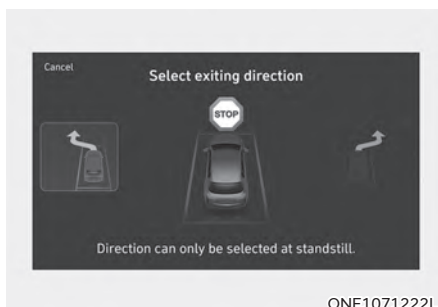 Cancel
Select exiting direction
STOP
Direction can only be selected at standstill.
ONE1071222L